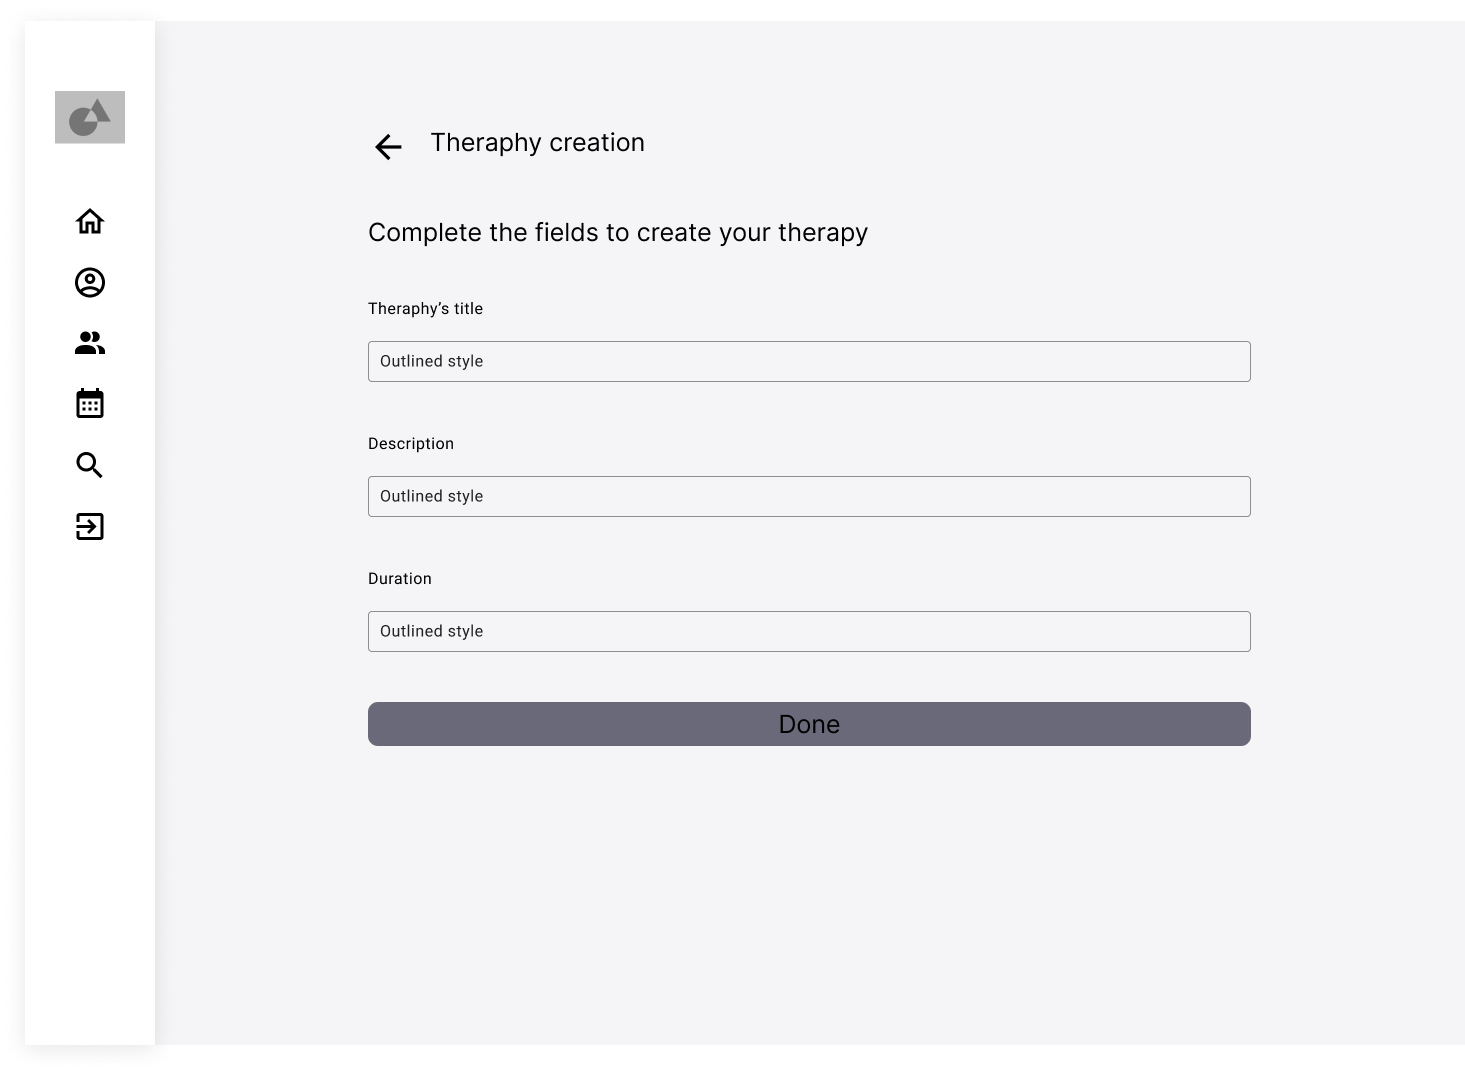 Theraphy creation
Complete the fields to create your therapy
Theraphy’s title
Outlined style
Description
Outlined style
Duration
Outlined style
Done